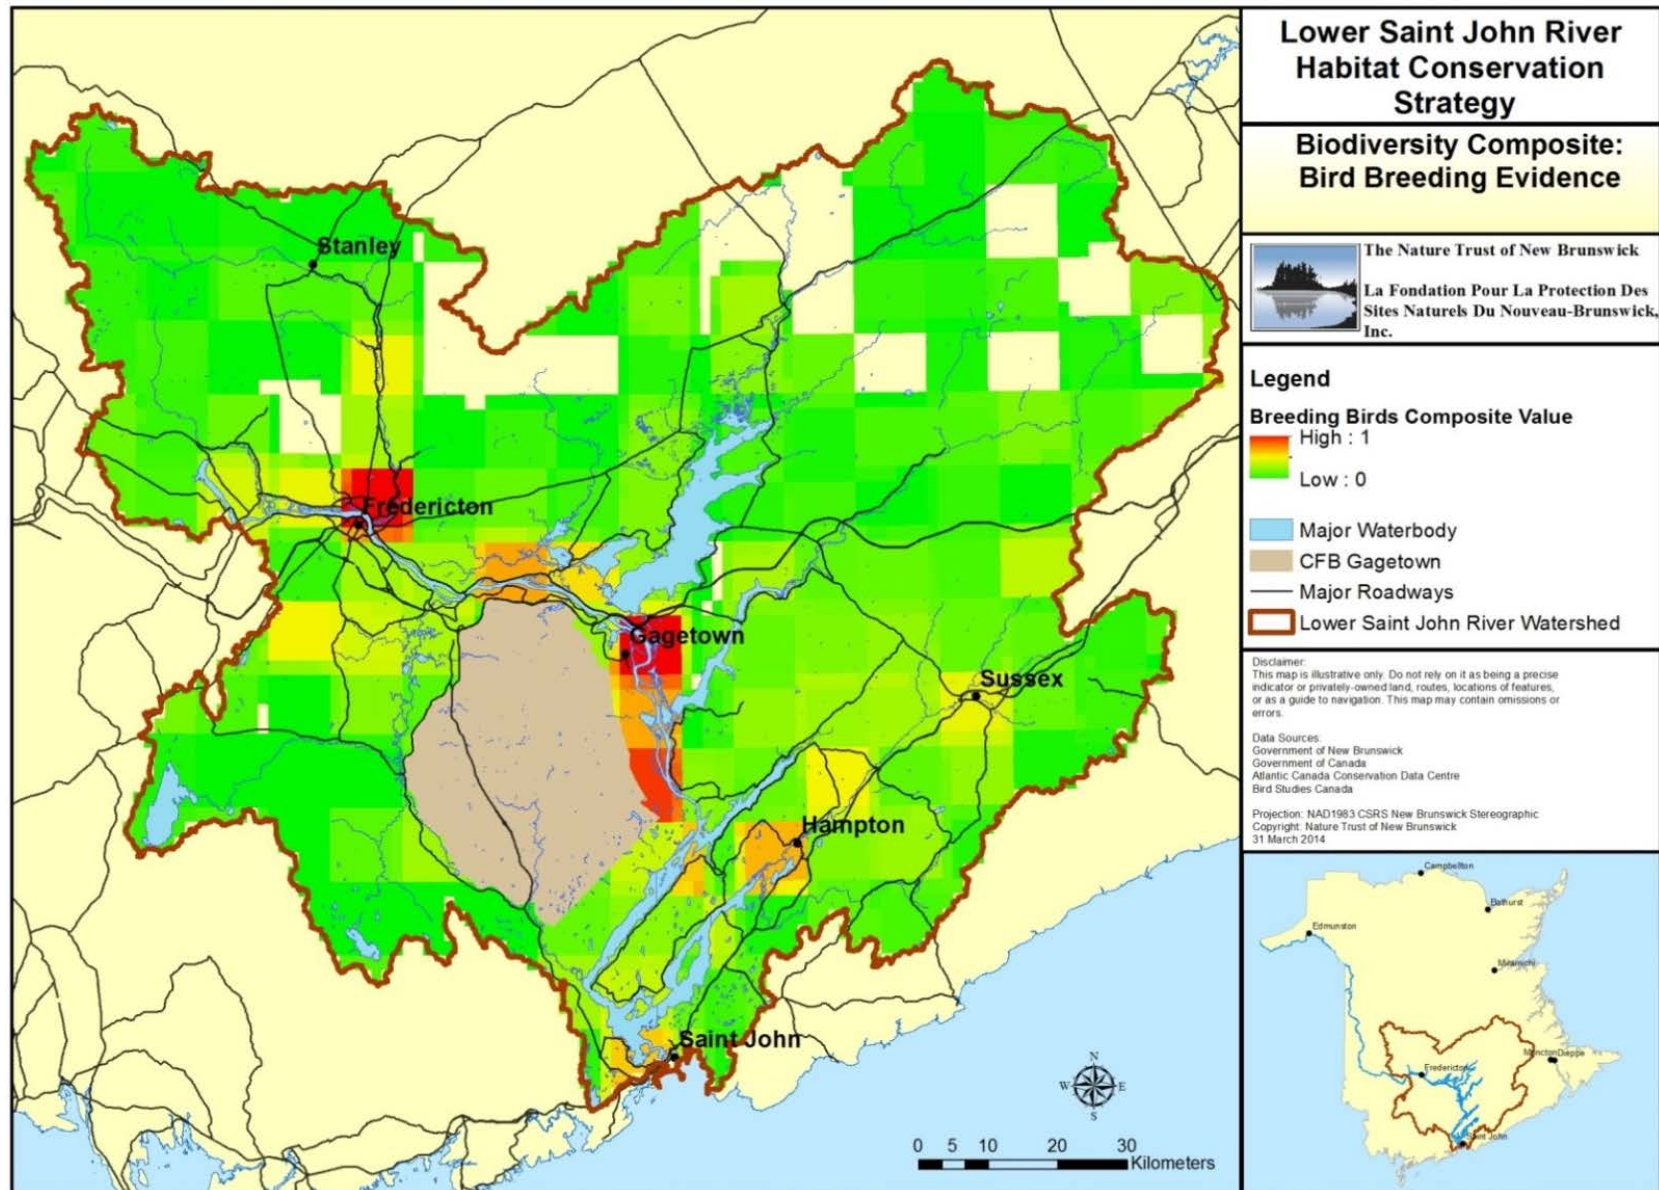 Lower Saint John River
Habitat Conservation
Strategy
Biodiversity Composite:
Bird Breeding Evidence
The Nature Trust of New Brunswick
La Fondation Pour La Protection Des
Sites Naturels Du Nouveau-Brunswick,
Inc.
Legend
Breeding Birds Composite Value
High : 1
Low : 0
Major Waterbody
CFB Gagetown
Major Roadways
Lower Saint John River Watershed
Disclaimer:
This map is illustrative only. Do not rely on it as being a precise
indicator or privately-owned land, routes, locations of features,
or as a guide to navigation. This map may contain omissions or
errors.
Data Sources:
Government of New Brunswick
Government of Canada
Atlantic Canada Conservation Data Centre
Bird Studies Canada
Projection: NAD1983 CSRS New Brunswick Stereographic
Copyright: Nature Trust of New Brunswick
31 March 2014
Stanley
Fredericton
Gagetown
Sussex
Hampton
Saint John
N
W E
S
0 5 10 20 30
Kilometers
Campbellton
Bathurst
Edmunston
Miramichi
Moncton Dieppe
Fredericton
Saint John